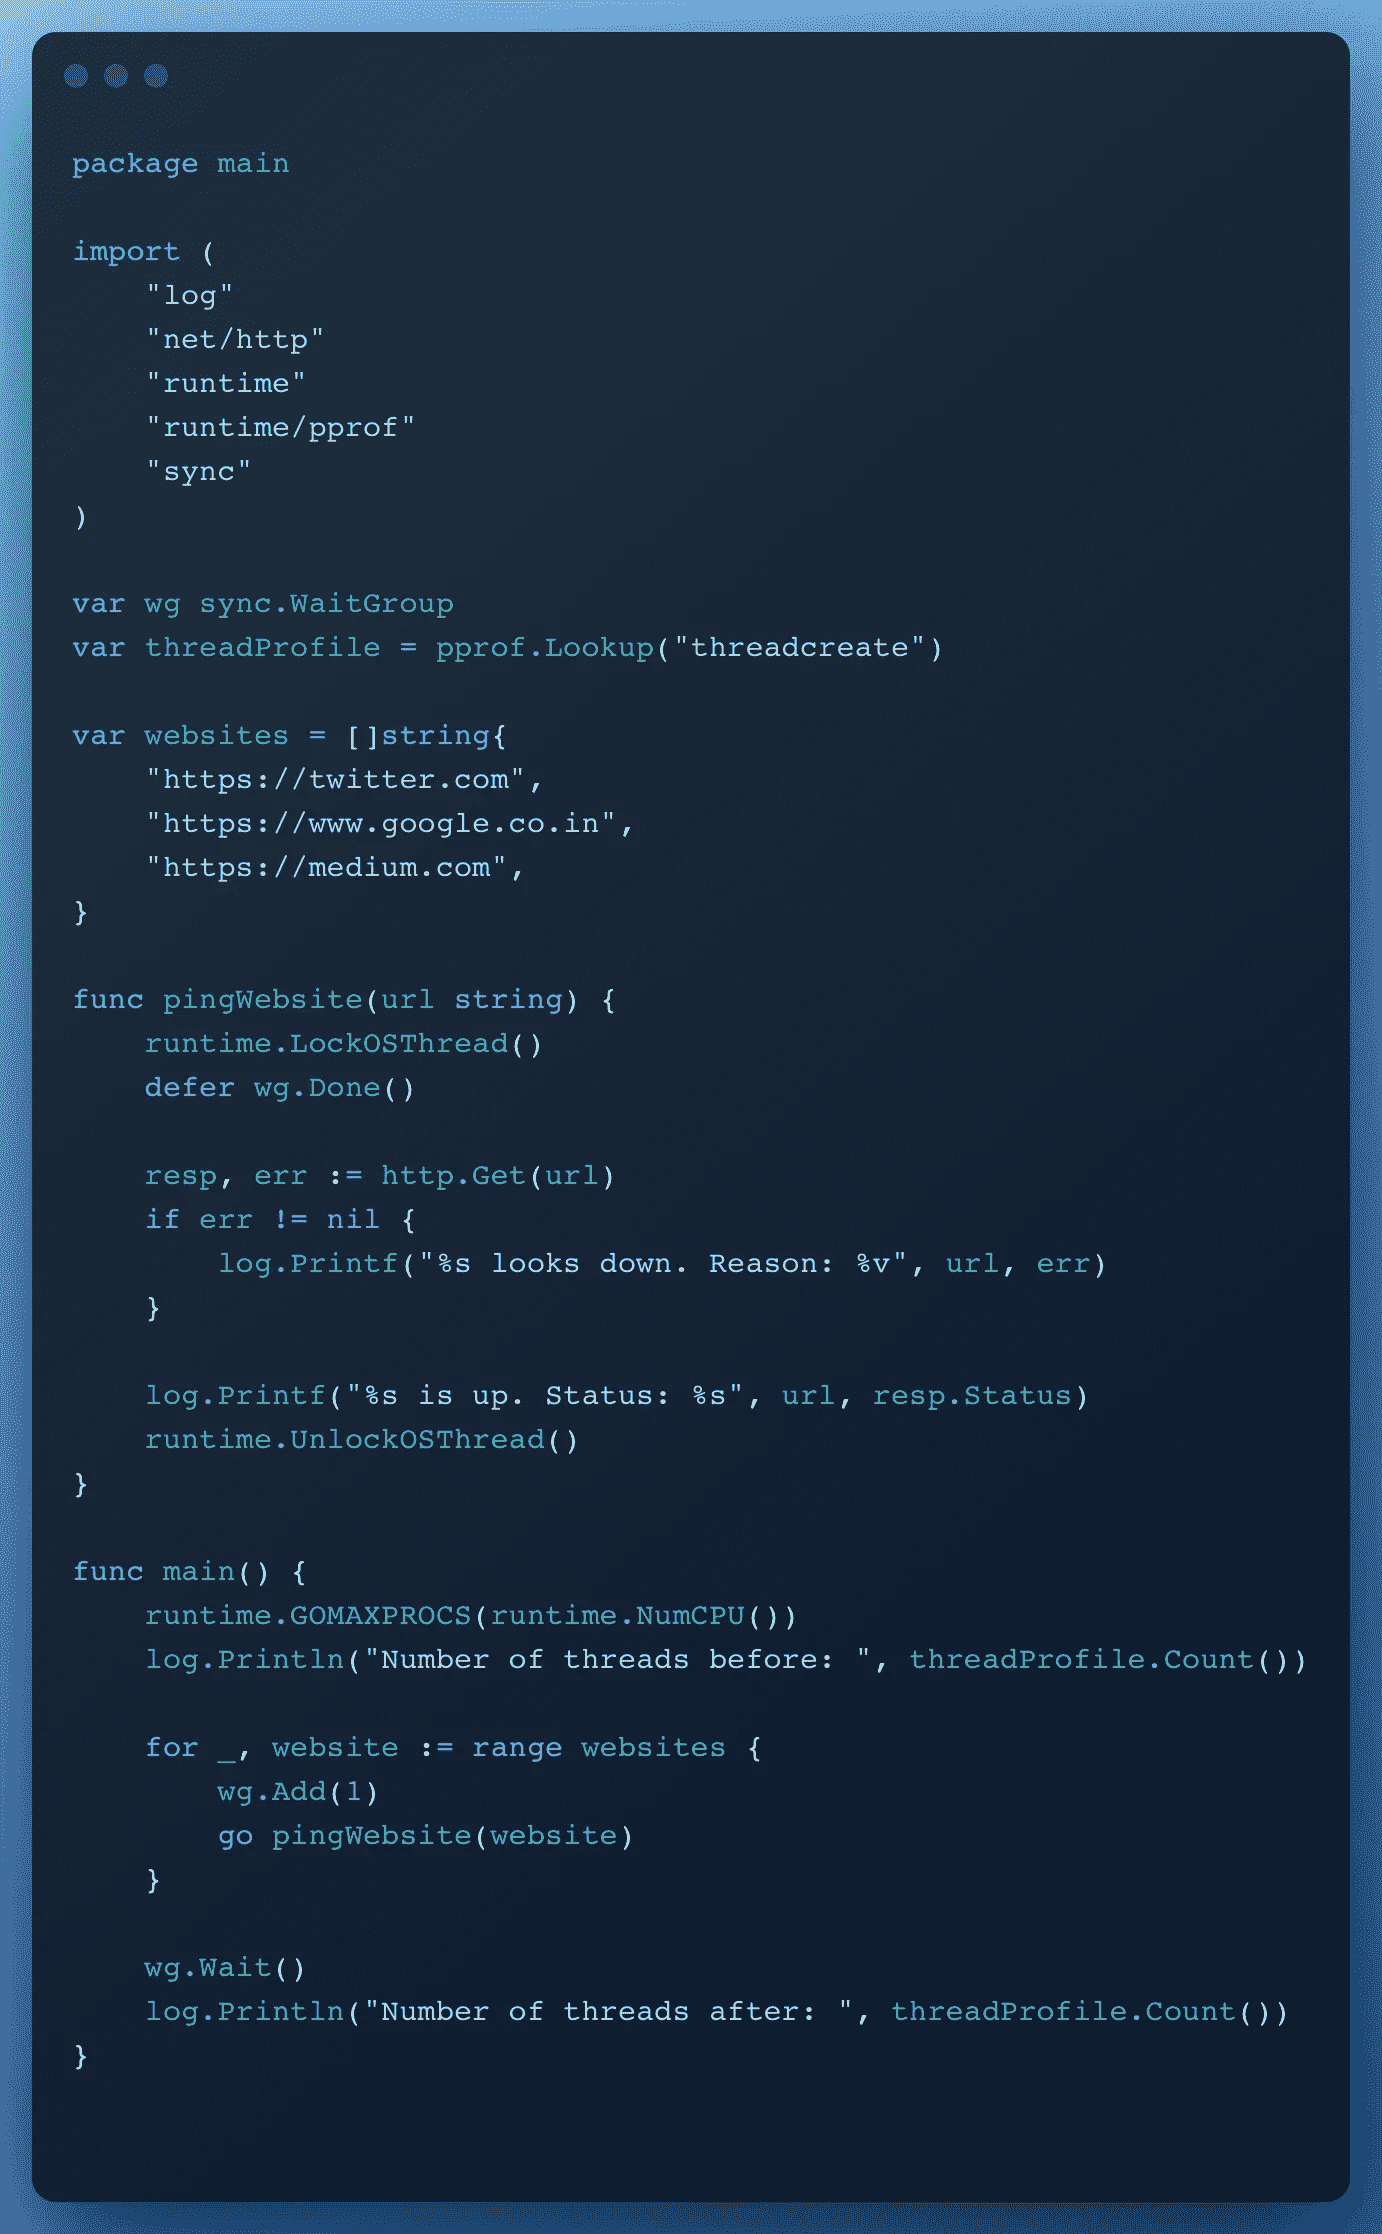 package main
import (
"log"
"net/http"
"runtime"
"runtime/pprof"
"sync"
)
var wg sync.WaitGroup
var threadProfile = pprof.Lookup("threadcreate")
var websites = []string{
"https://twitter.com",
"https://www.google.co.in",
"https://medium.com",
}
func pingWebsite(url string) {
runtime.LockOSThread()
defer wg.Done()
resp, err := http.Get(url)
if err != nil {
log.Printf("%s looks down. Reason: %v", url, err)
}
log.Printf("%s is up. Status: %s", url, resp.Status)
runtime.UnlockOSThread()
}
func main() {
runtime.GOMAXPROCS(runtime.NumCPU())
log.Println("Number of threads before: ", threadProfile.Count())
for _, website := range websites {
wg.Add(1)
go pingWebsite(website)
}
wg.Wait()
log.Println("Number of threads after: ", threadProfile.Count())
}